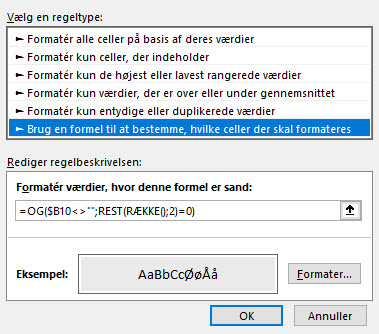 Vælg en regeltype:
► Formatér alle celler på basis af deres værdier
► Formatér kun celler, der indeholder
► Formatér kun de højest eller lavest rangerede værdier
► Formatér kun værdier, der er over eller under gennemsnittet
► Formatér kun entydige eller duplikerede værdier
► Brug en formel til at bestemme, hvilke celler der skal formateres
Rediger regelbeskrivelsen:
Formatér værdier, hvor denne formel er sand:
=OG($B10<>"";REST(RÆKKE();2)=0)
Eksempel:
AaBbCcØøÅå
Formater...
OK
Annuller